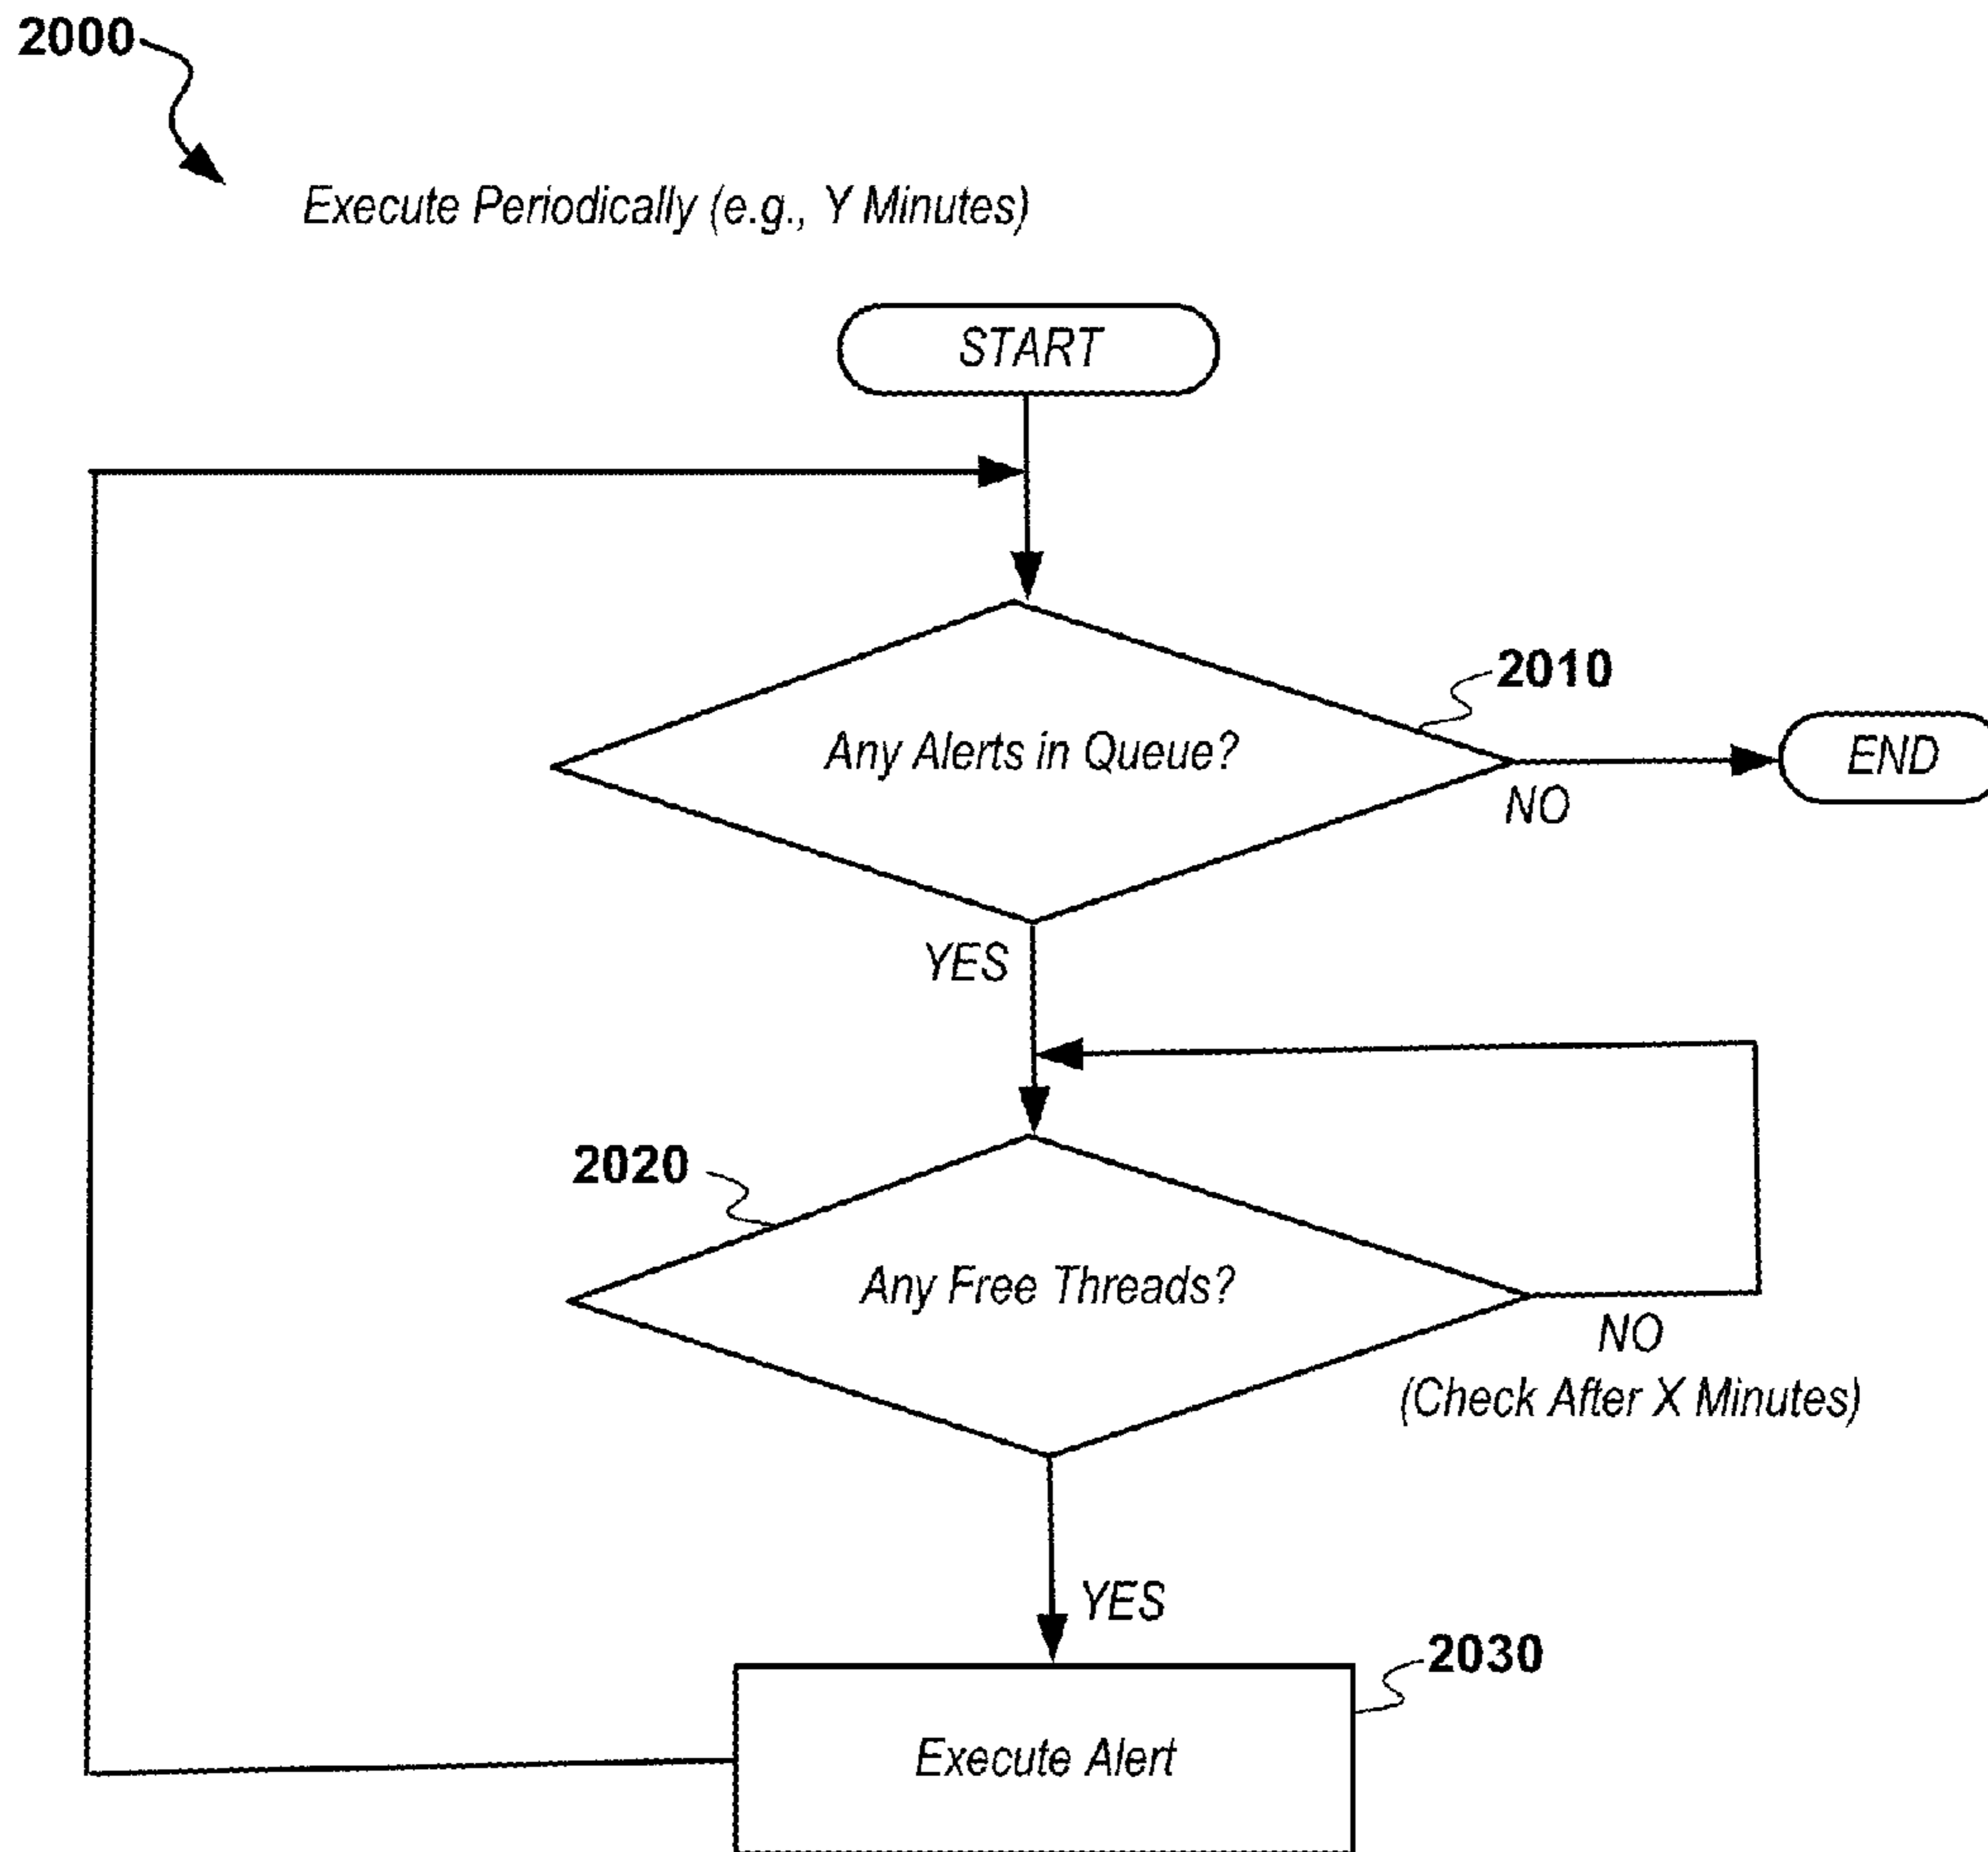 2000
Execute Periodically (e.g., Y Minutes)
START
2010
Any Alerts in Queue?
END
NO
YES
2020
Any Free Threads?
NO
(Check After X Minutes)
YES
2030
Execute Alert